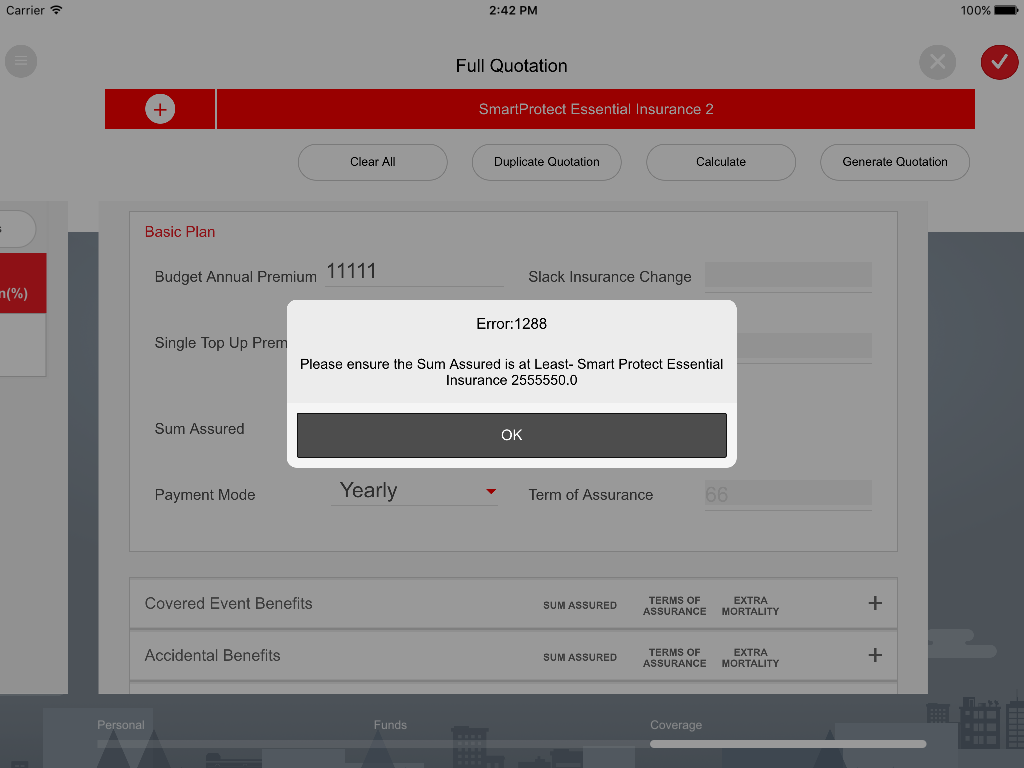 Carrier
2:42 PM
100%
Full Quotation
SmartProtect Essential Insurance 2
Clear All
Duplicate Quotation
Calculate
Generate Quotation
s
n(%)
Basic Plan
Budget Annual Premium
11111
Slack Insurance Change
Single Top Up Prem
Error:1288
Please ensure the Sum Assured is at Least- Smart Protect Essential
Insurance 2555550.0
OK
Sum Assured
Payment Mode
Yearly
Term of Assurance
66
Covered Event Benefits
SUM ASSURED
TERMS OF
ASSURANCE
EXTRA
MORTALITY
+
Accidental Benefits
SUM ASSURED
TERMS OF
ASSURANCE
EXTRA
MORTALITY
+
Personal
Funds
Coverage